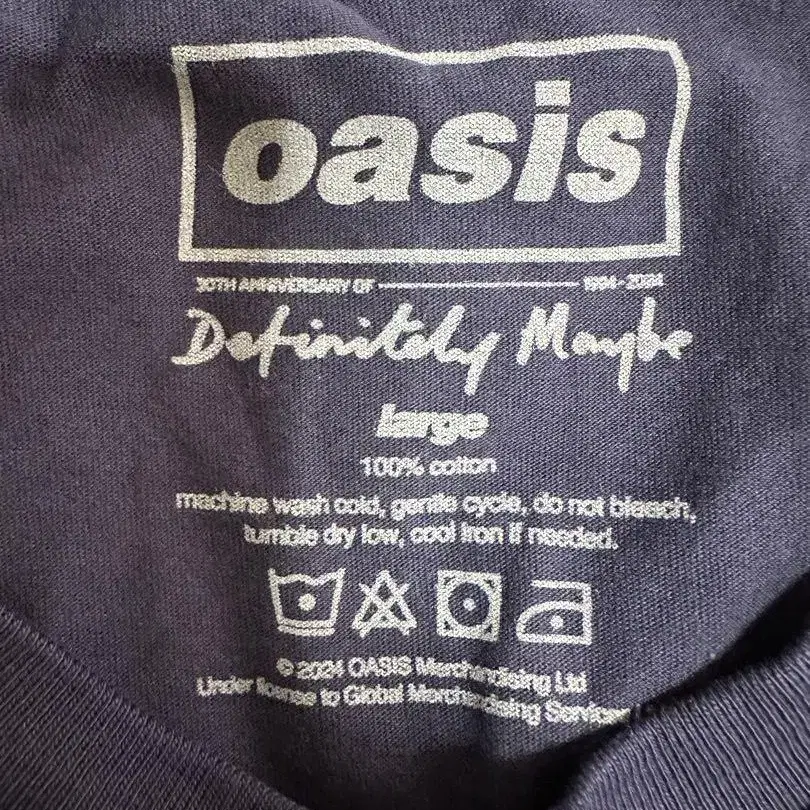 oasis
30TH ANNIVERSARY OF 1994-2024
Definitely Maybe
large
100% cotton
machine wash cold, gentle cycle, do not bleach,
tumble dry low, cool iron if needed.
© 2024 OASIS Merchandising Ltd
Under license to Global Merchandising Services